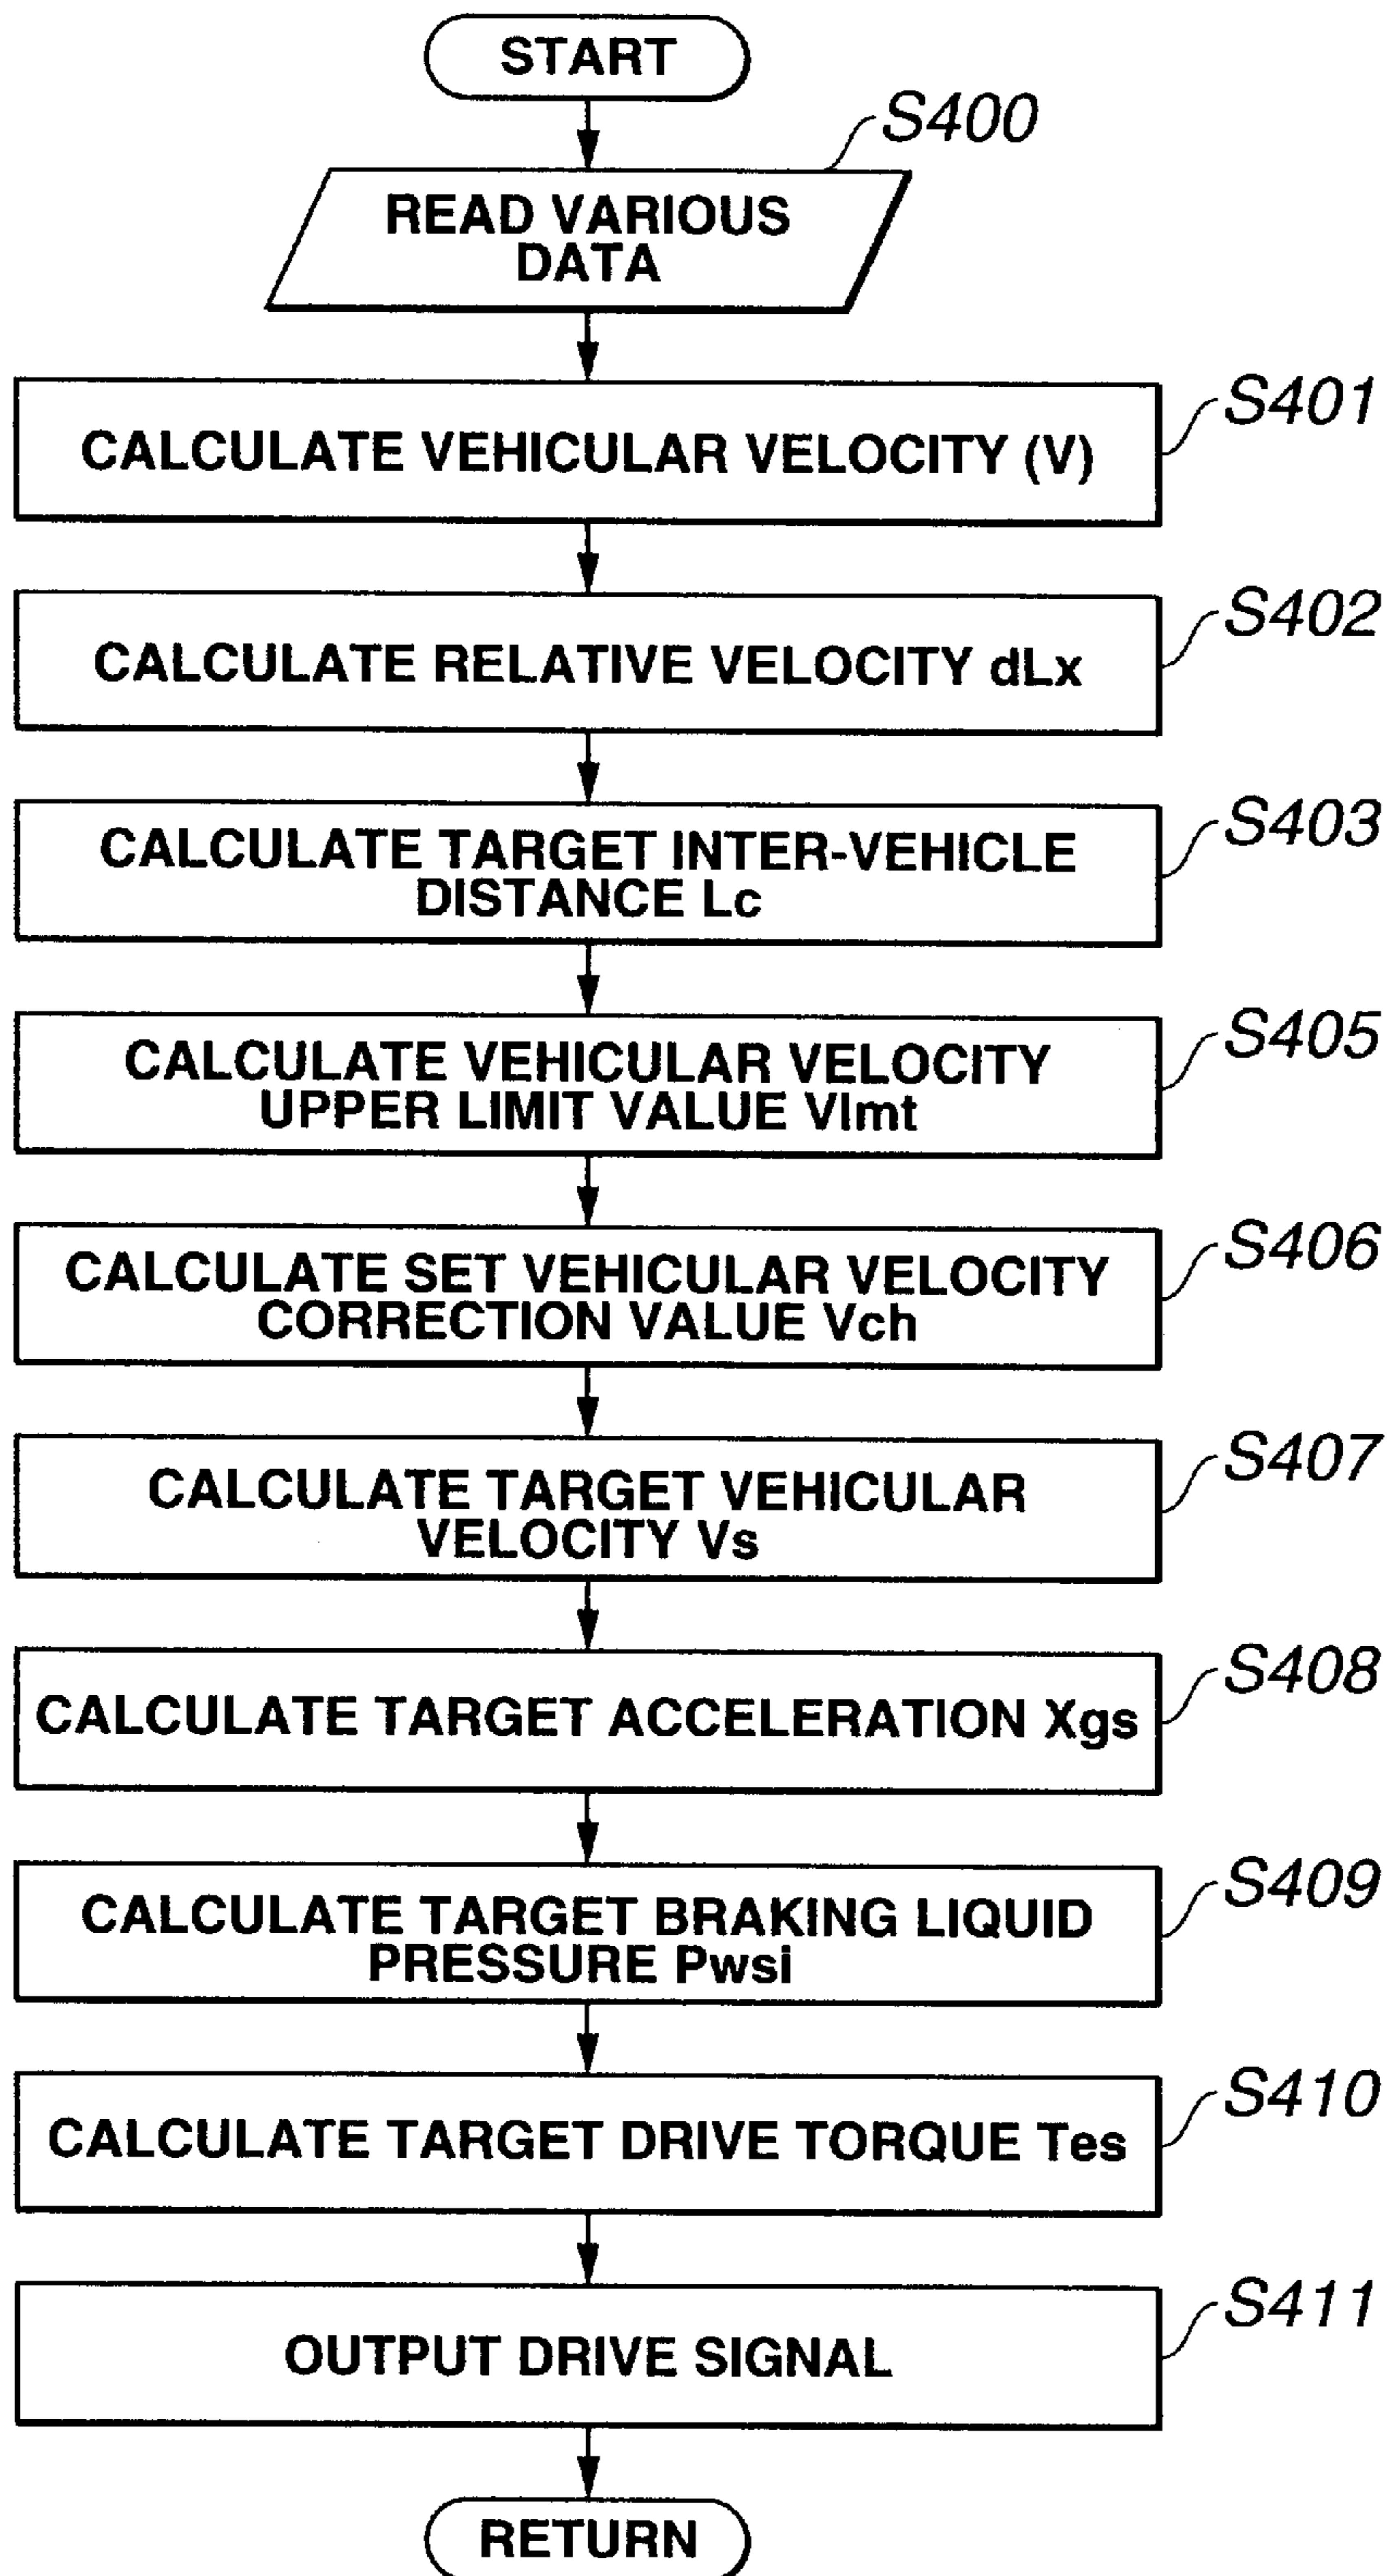 START
S400
READ VARIOUS
DATA
S401
CALCULATE VEHICULAR VELOCITY (V)
S402
CALCULATE RELATIVE VELOCITY dLx
S403
CALCULATE TARGET INTER-VEHICLE
DISTANCE Lc
S405
CALCULATE VEHICULAR VELOCITY
UPPER LIMIT VALUE Vlmt
S406
CALCULATE SET VEHICULAR VELOCITY
CORRECTION VALUE Vch
S407
CALCULATE TARGET VEHICULAR
VELOCITY Vs
S408
CALCULATE TARGET ACCELERATION Xgs
S409
CALCULATE TARGET BRAKING LIQUID
PRESSURE Pwsi
S410
CALCULATE TARGET DRIVE TORQUE Tes
S411
OUTPUT DRIVE SIGNAL
RETURN